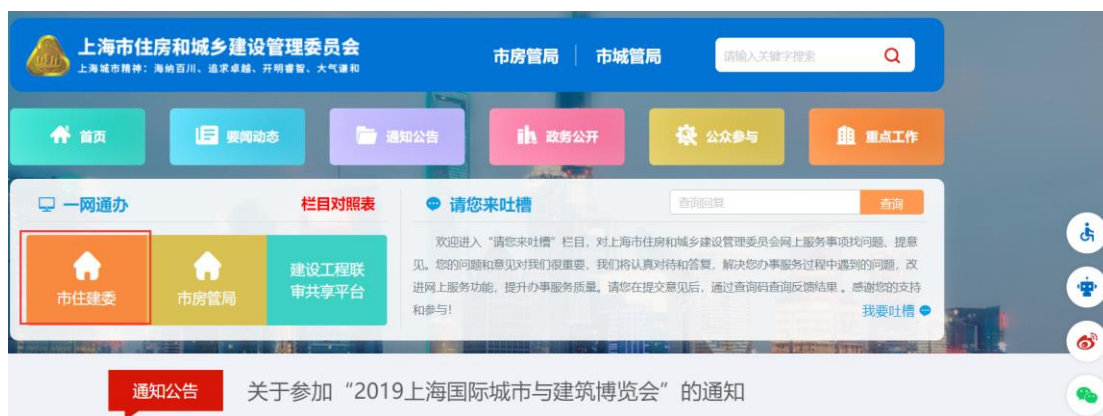 上海市住房和城乡建设管理委员会
上海城市精神：海纳百川、追求卓越、开明睿智、大气谦和
市房管局
市城管局
请输入关键字搜索
首页
要闻动态
通知公告
政务公开
公众参与
重点工作
一网通办
栏目对照表
市住建委
市房管局
建设工程联
审共享平台
请您来吐槽
查询回复
查询
欢迎进入“请您来吐槽”栏目，对上海市住房和城乡建设管理委员会网上服务事项找问题、提意
见。您的问题和意见对我们很重要，我们将认真对待和答复，解决您办事服务过程中遇到的问题，改
进网上服务功能，提升办事服务质量。请您在提交意见后，通过查询码查询反馈结果 。感谢您的支持
和参与！
我要吐槽
通知公告
关于参加“2019上海国际城市与建筑博览会”的通知